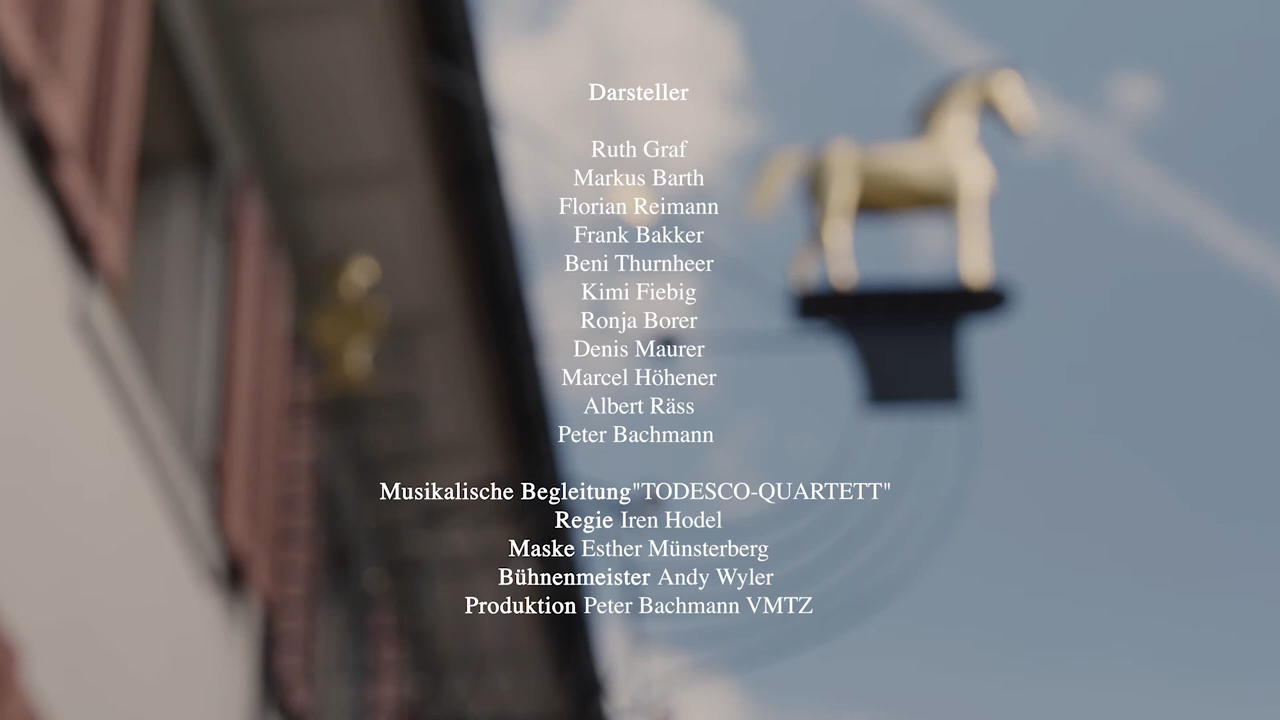 Darsteller
Ruth Graf
Markus Barth
Florian Reimann
Frank Bakker
Beni Thurnheer
Kimi Fiebig
Ronja Borer
Denis Maurer
Marcel Höhener
Albert Räss
Peter Bachmann
Musikalische Begleitung"TODESCO-QUARTETT"
Regie Iren Hodel
Maske Esther Münsterberg
Bühnenmeister Andy Wyler
Produktion Peter Bachmann VMTZ